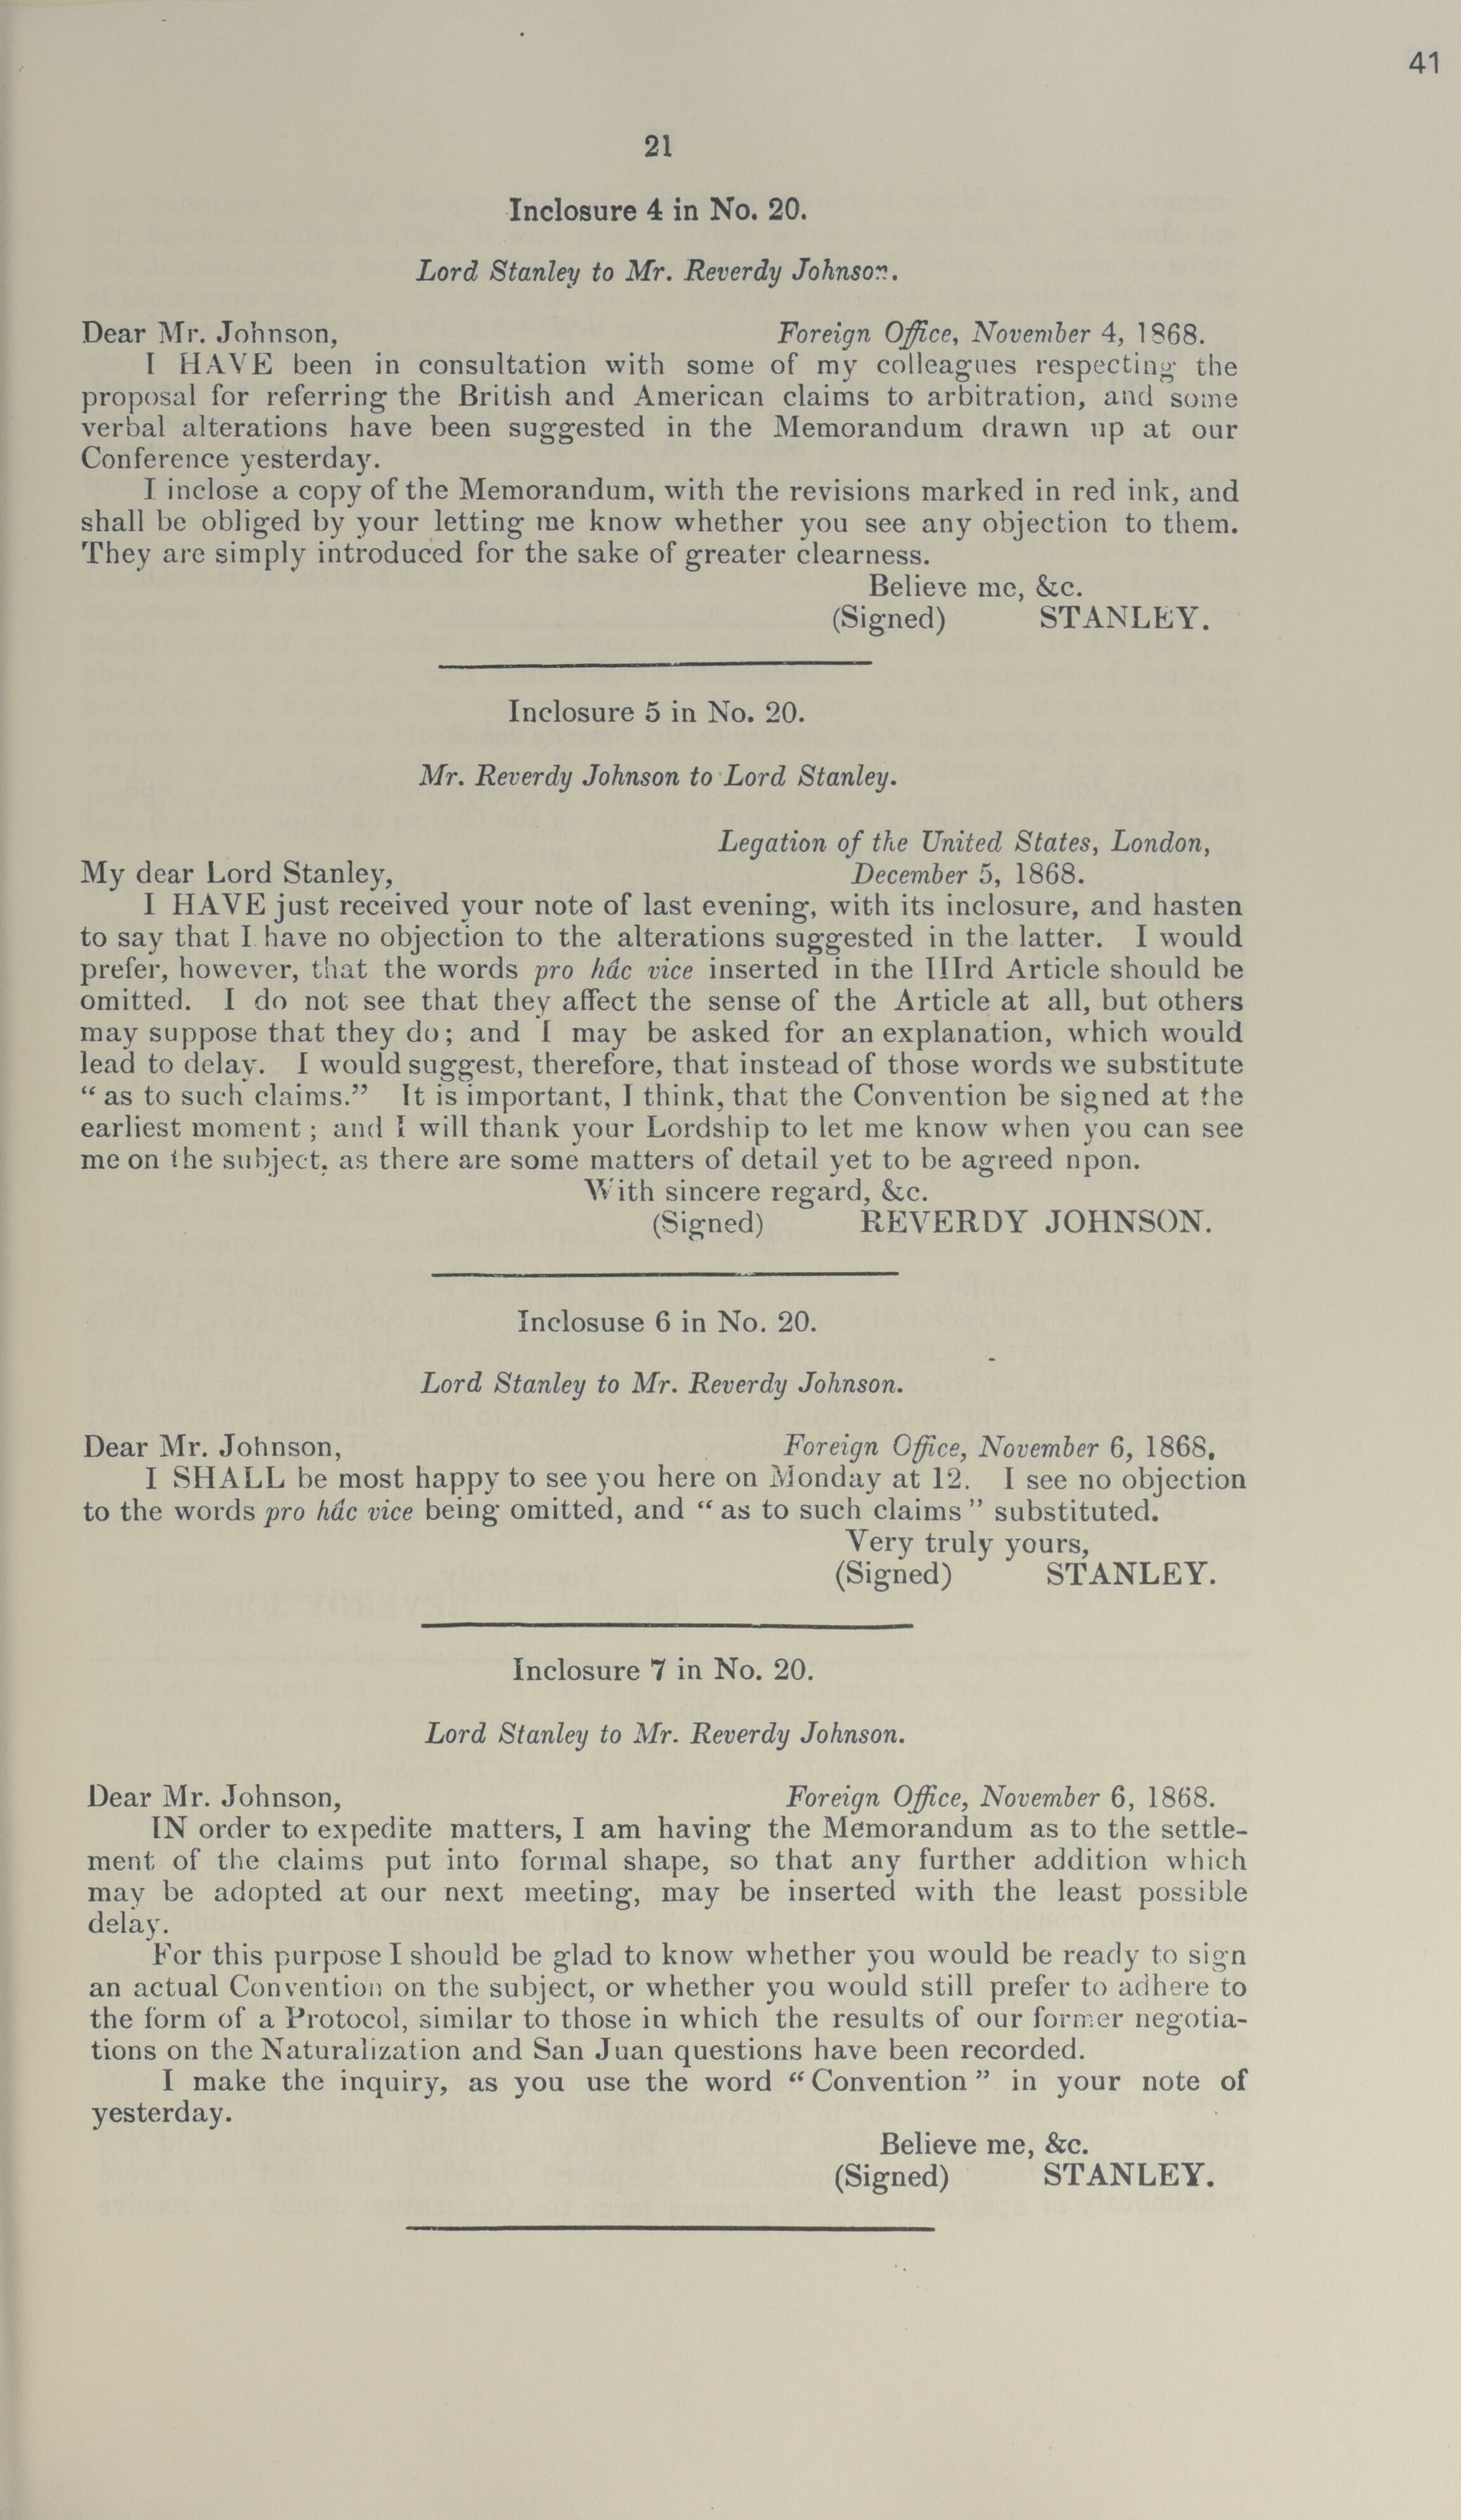 41
21
Inclosure 4 in No. 20.
Lord Stanley to Mr. Reverdy Johnson.
Dear Mr. Johnson, Foreign Office, November 4, 1868.
I HAVE been in consultation with some of my colleagues respecting the
proposal for referring the British and American claims to arbitration, and some
verbal alterations have been suggested in the Memorandum drawn up at our
Conference yesterday.
I inclose a copy of the Memorandum, with the revisions marked in red ink, and
shall be obliged by your letting me know whether you see any objection to them.
They are simply introduced for the sake of greater clearness.
Believe me, &c.
(Signed) STANLEY.
Inclosure 5 in No. 20.
Mr. Reverdy Johnson to Lord Stanley.
Legation of the United States, London,
My dear Lord Stanley, December 5, 1868.
I HAVE just received your note of last evening, with its inclosure, and hasten
to say that I have no objection to the alterations suggested in the latter. I would
prefer, however, that the words pro hâc vice inserted in the IIIrd Article should be
omitted. I do not see that they affect the sense of the Article at all, but others
may suppose that they do; and I may be asked for an explanation, which would
lead to delay. I would suggest, therefore, that instead of those words we substitute
“as to such claims.” It is important, I think, that the Convention be signed at the
earliest moment; and I will thank your Lordship to let me know when you can see
me on the subject, as there are some matters of detail yet to be agreed npon.
With sincere regard, &c.
(Signed) REVERDY JOHNSON.
Inclosuse 6 in No. 20.
Lord Stanley to Mr. Reverdy Johnson.
Dear Mr. Johnson, Foreign Office, November 6, 1868.
I SHALL be most happy to see you here on Monday at 12. I see no objection
to the words pro hâc vice being omitted, and “as to such claims” substituted.
Very truly yours,
(Signed) STANLEY.
Inclosure 7 in No. 20.
Lord Stanley to Mr. Reverdy Johnson.
Dear Mr. Johnson, Foreign Office, November 6, 1868.
IN order to expedite matters, I am having the Memorandum as to the settle-
ment of the claims put into formal shape, so that any further addition which
may be adopted at our next meeting, may be inserted with the least possible
delay.
For this purpose I should be glad to know whether you would be ready to sign
an actual Convention on the subject, or whether you would still prefer to adhere to
the form of a Protocol, similar to those in which the results of our former negotia-
tions on the Naturalization and San Juan questions have been recorded.
I make the inquiry, as you use the word “Convention” in your note of
yesterday.
Believe me, &c.
(Signed) STANLEY.